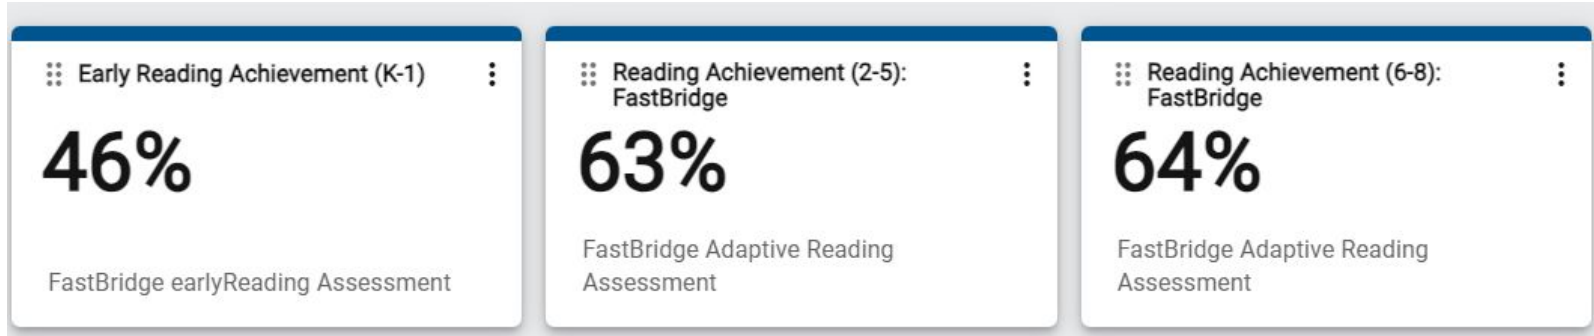 Early Reading Achievement (K-1)
46%
FastBridge earlyReading Assessment
Reading Achievement (2-5):
FastBridge
63%
FastBridge Adaptive Reading
Assessment
Reading Achievement (6-8):
FastBridge
64%
FastBridge Adaptive Reading
Assessment